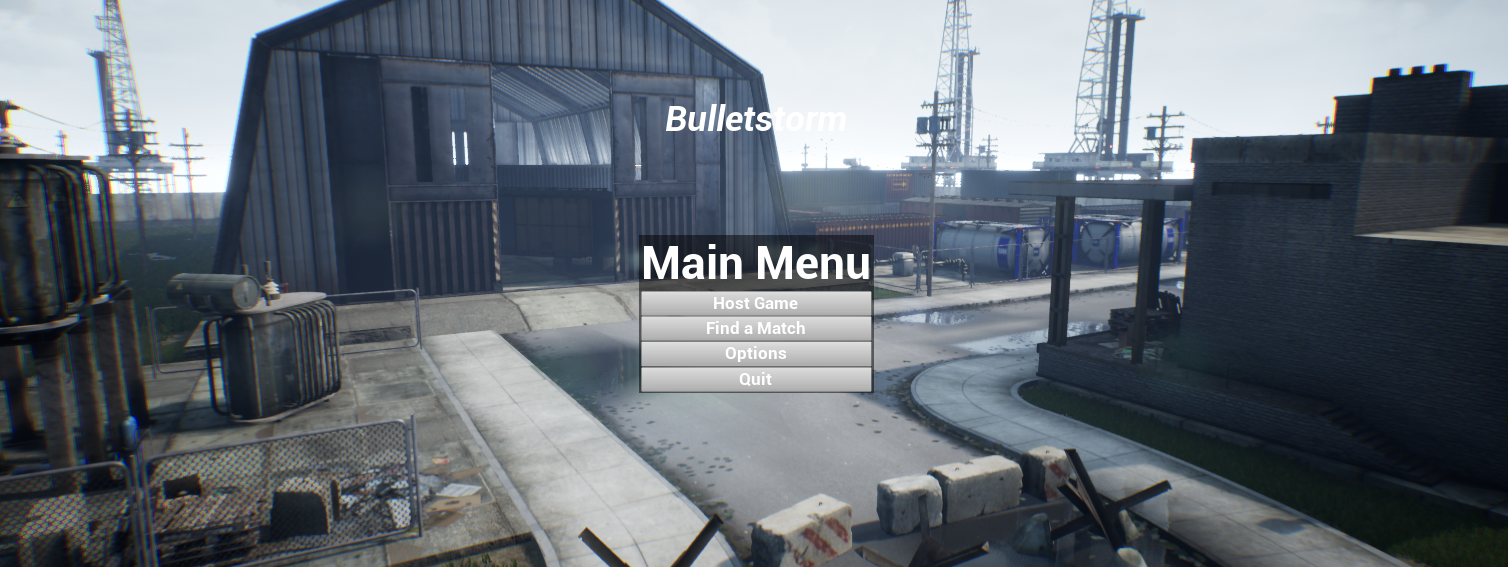 Bulletstorm
Main Menu
Host Game
Find a Match
Options
Quit